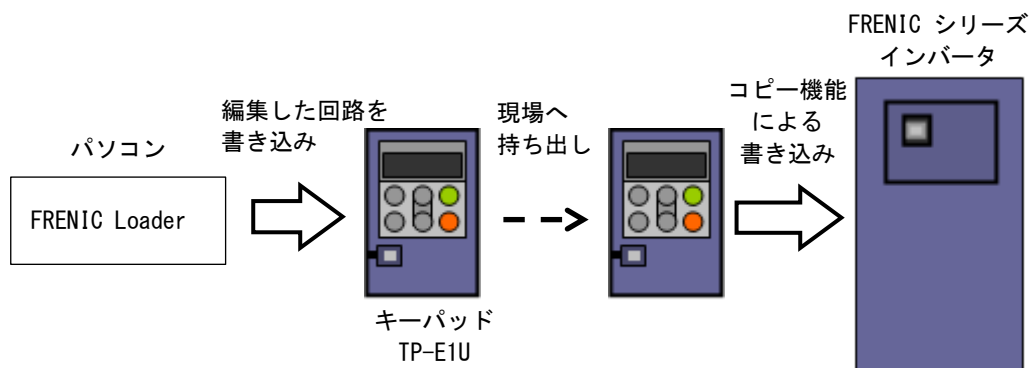 パソコン
FRENIC Loader
編集した回路を
書き込み
キーパッド
TP-E1U
現場へ
持ち出し
コピー機能
による
書き込み
FRENIC シリーズ
インバータ